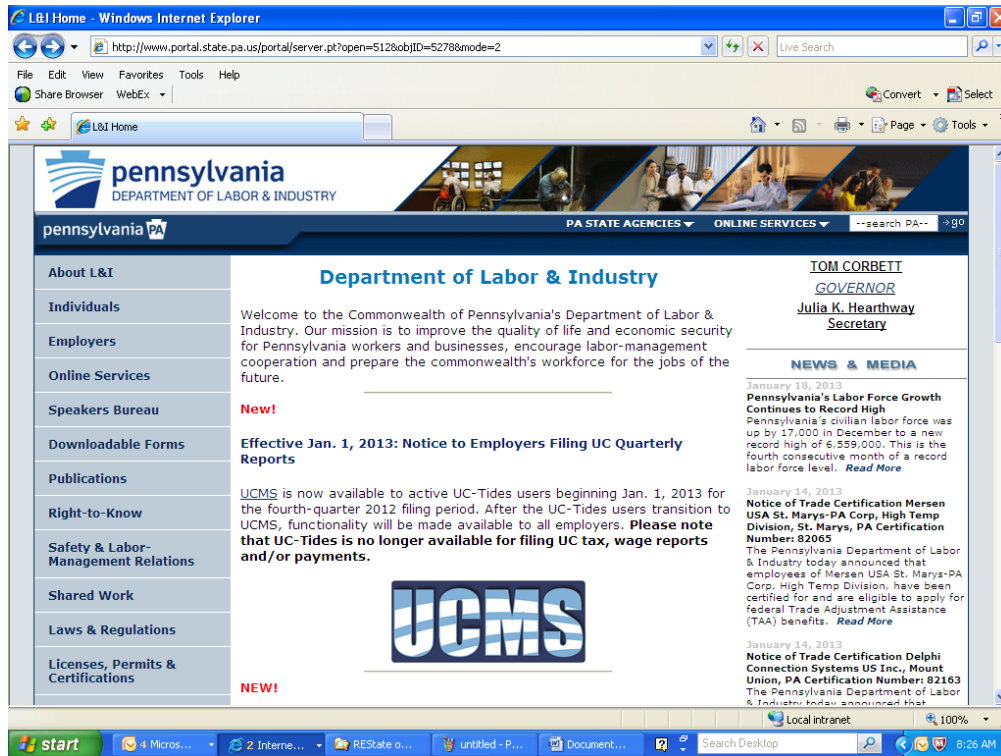 L&I Home - Windows Internet Explorer
http://www.portal.state.pa.us/portal/server.pt?open=512&objID=5278&mode=2
Live Search
File Edit View Favorites Tools Help
Share Browser WebEx
Convert Select
L&I Home
Page Tools
pennsylvania
DEPARTMENT OF LABOR & INDUSTRY
pennsylvania PA
PA STATE AGENCIES ONLINE SERVICES --search PA-- go
About L&I
Individuals
Employers
Online Services
Speakers Bureau
Downloadable Forms
Publications
Right-to-Know
Safety & Labor-
Management Relations
Shared Work
Laws & Regulations
Licenses, Permits &
Certifications
Department of Labor & Industry
Welcome to the Commonwealth of Pennsylvania's Department of Labor &
Industry. Our mission is to improve the quality of life and economic security
for Pennsylvania workers and businesses, encourage labor-management
cooperation and prepare the commonwealth's workforce for the jobs of the
future.
New!
Effective Jan. 1, 2013: Notice to Employers Filing UC Quarterly
Reports
UCMS is now available to active UC-Tides users beginning Jan. 1, 2013 for
the fourth-quarter 2012 filing period. After the UC-Tides users transition to
UCMS, functionality will be made available to all employers. Please note
that UC-Tides is no longer available for filing UC tax, wage reports
and/or payments.
UCMS
NEW!
TOM CORBETT
GOVERNOR
Julia K. Hearthway
Secretary
NEWS & MEDIA
January 18, 2013
Pennsylvania's Labor Force Growth
Continues to Record High
Pennsylvania's civilian labor force was
up by 17,000 in December to a new
record high of 6,559,000. This is the
fourth consecutive month of a record
labor force level. Read More
January 14, 2013
Notice of Trade Certification Mersen
USA St. Marys-PA Corp, High Temp
Division, St. Marys, PA Certification
Number: 82065
The Pennsylvania Department of Labor
& Industry today announced that
employees of Mersen USA St. Marys-PA
Corp, High Temp Division, have been
certified for and are eligible to apply for
federal Trade Adjustment Assistance
(TAA) benefits. Read More
January 14, 2013
Notice of Trade Certification Delphi
Connection Systems US Inc., Mount
Union, PA Certification Number: 82163
The Pennsylvania Department of Labor
& Industry today announced that
Local intranet 100%
start 4 Micros... 2 Interne... REState o... untitled - P... Document... Search Desktop 8:26 AM